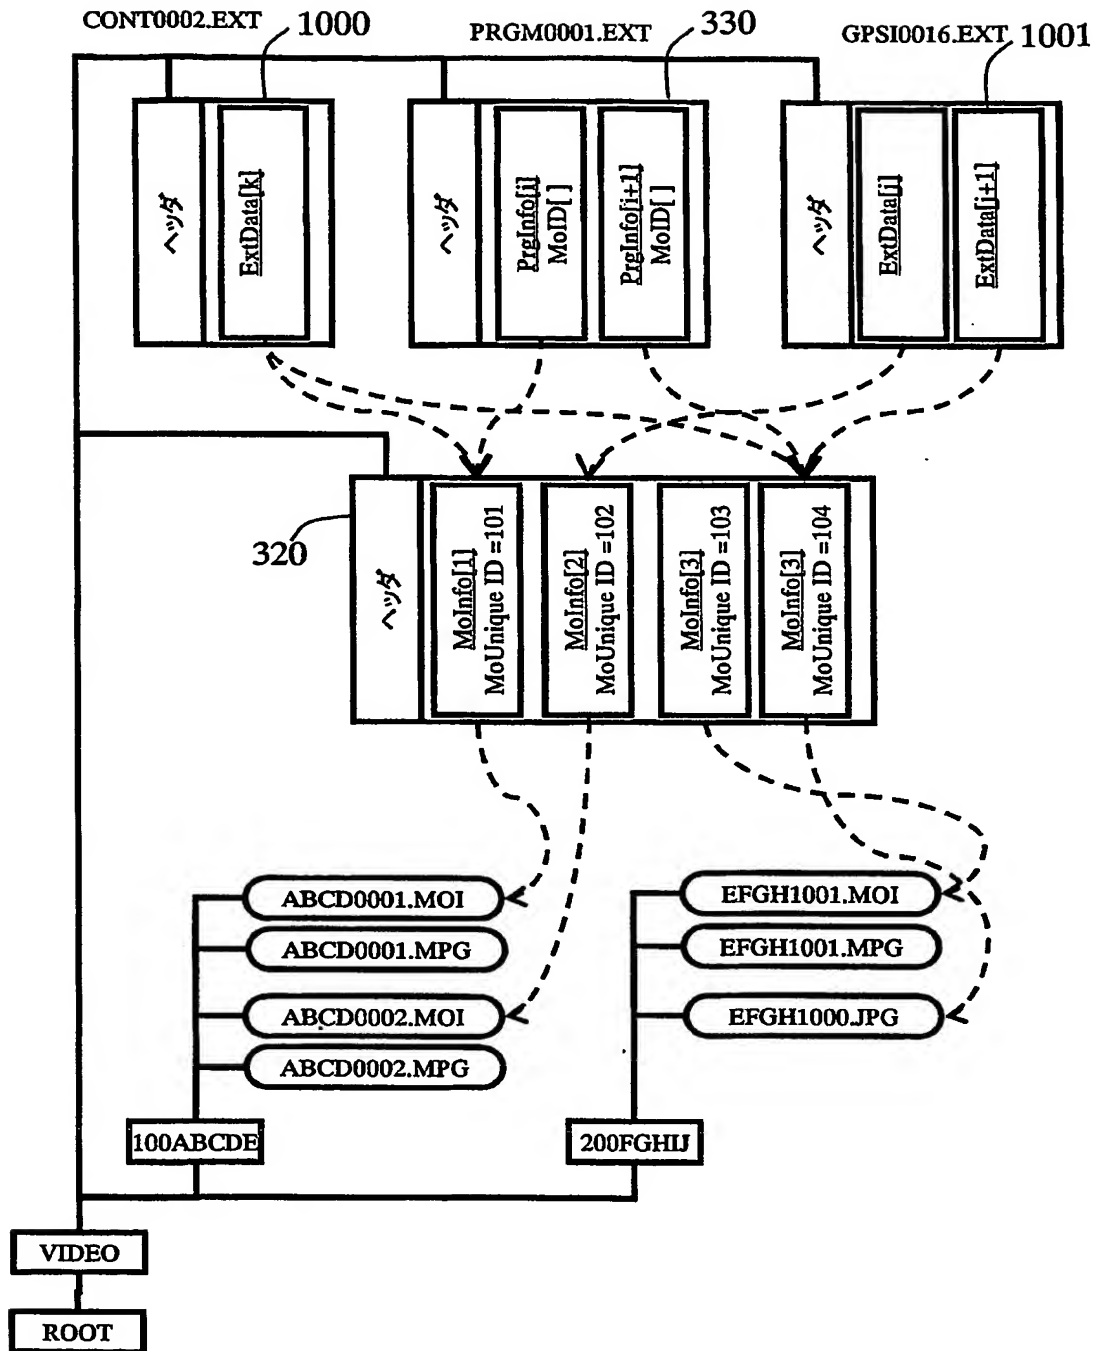 CONT0002.EXT
1000
PRGM0001.EXT
330
GPSI0016.EXT
1001
ヘッダ
ExtData[k]
ヘッダ
PrgInfo[i]
MoID[ ]
PrgInfo[i+1]
MoID[ ]
ヘッダ
ExtData[j]
ExtData[j+1]
320
ヘッダ
MoInfo[1]
MoUnique ID =101
MoInfo[2]
MoUnique ID =102
MoInfo[3]
MoUnique ID =103
MoInfo[3]
MoUnique ID =104
ABCD0001.MOI
ABCD0001.MPG
ABCD0002.MOI
ABCD0002.MPG
EFGH1001.MOI
EFGH1001.MPG
EFGH1000.JPG
100ABCDE
200FGHIJ
VIDEO
ROOT